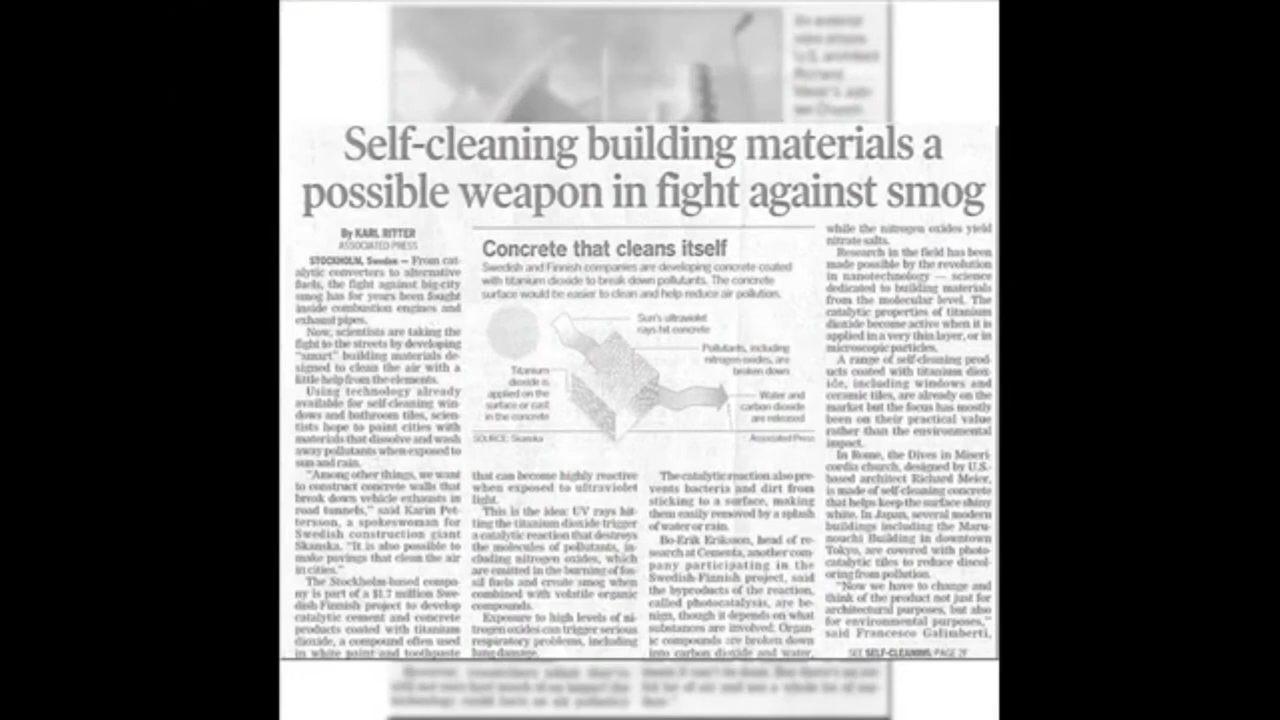 Self-cleaning building materials a
possible weapon in fight against smog
By KARL RITTER
ASSOCIATED PRESS
STOCKHOLM, Sweden — From cat-
alytic converters to alternative
fuels, the fight against big-city
smog has for years been fought
inside combustion engines and
exhaust pipes.
Now, scientists are taking the
fight to the streets by developing
"smart" building materials de-
signed to clean the air with a
little help from the elements.
Using technology already
available for self-cleaning win-
dows and bathroom tiles, scien-
tists hope to paint cities with
materials that dissolve and wash
away pollutants when exposed to
sun and rain.
"Among other things, we want
to construct concrete walls that
break down vehicle exhausts in
road tunnels," said Karin Pet-
tersson, a spokeswoman for
Swedish construction giant
Skanska. "It is also possible to
make pavings that clean the air
in cities."
The Stockholm-based compa-
ny is part of a $1.7 million Swe-
dish-Finnish project to develop
catalytic cement and concrete
products coated with titanium
dioxide, a compound often used
in white paint and toothpaste
Concrete that cleans itself
Swedish and Finnish companies are developing concrete coated
with titanium dioxide to break down pollutants. The concrete
surface would be easier to clean and help reduce air pollution.
Sun's ultraviolet
rays hit concrete
Pollutants, including
nitrogen oxides, are
broken down
Titanium
dioxide is
applied on the
surface or cast
in the concrete
Water and
carbon dioxide
are released
SOURCE: Skanska
Associated Press
that can become highly reactive
when exposed to ultraviolet
light.
This is the idea: UV rays hit-
ting the titanium dioxide trigger
a catalytic reaction that destroys
the molecules of pollutants, in-
cluding nitrogen oxides, which
are emitted in the burning of fos-
sil fuels and create smog when
combined with volatile organic
compounds.
Exposure to high levels of ni-
trogen oxides can trigger serious
respiratory problems, including
lung damage.
The catalytic reaction also pre-
vents bacteria and dirt from
sticking to a surface, making
them easily removed by a splash
of water or rain.
Bo-Erik Eriksson, head of re-
search at Cementa, another com-
pany participating in the
Swedish-Finnish project, said
the byproducts of the reaction,
called photocatalysis, are be-
nign, though it depends on what
substances are involved: Organ-
ic compounds are broken down
into carbon dioxide and water,
while the nitrogen oxides yield
nitrate salts.
Research in the field has been
made possible by the revolution
in nanotechnology — science
dedicated to building materials
from the molecular level. The
catalytic properties of titanium
dioxide become active when it is
applied in a very thin layer, or in
microscopic particles.
A range of self-cleaning prod-
ucts coated with titanium diox-
ide, including windows and
ceramic tiles, are already on the
market but the focus has mostly
been on their practical value
rather than the environmental
impact.
In Rome, the Dives in Miseri-
cordia church, designed by U.S.-
based architect Richard Meier,
is made of self-cleaning concrete
that helps keep the surface shiny
white. In Japan, several modern
buildings including the Maru-
nouchi Building in downtown
Tokyo, are covered with photo-
catalytic tiles to reduce discol-
oring from pollution.
"Now we have to change and
think of the product not just for
architectural purposes, but also
for environmental purposes,"
said Francesco Galimberti,
SEE SELF-CLEANING, PAGE 2F